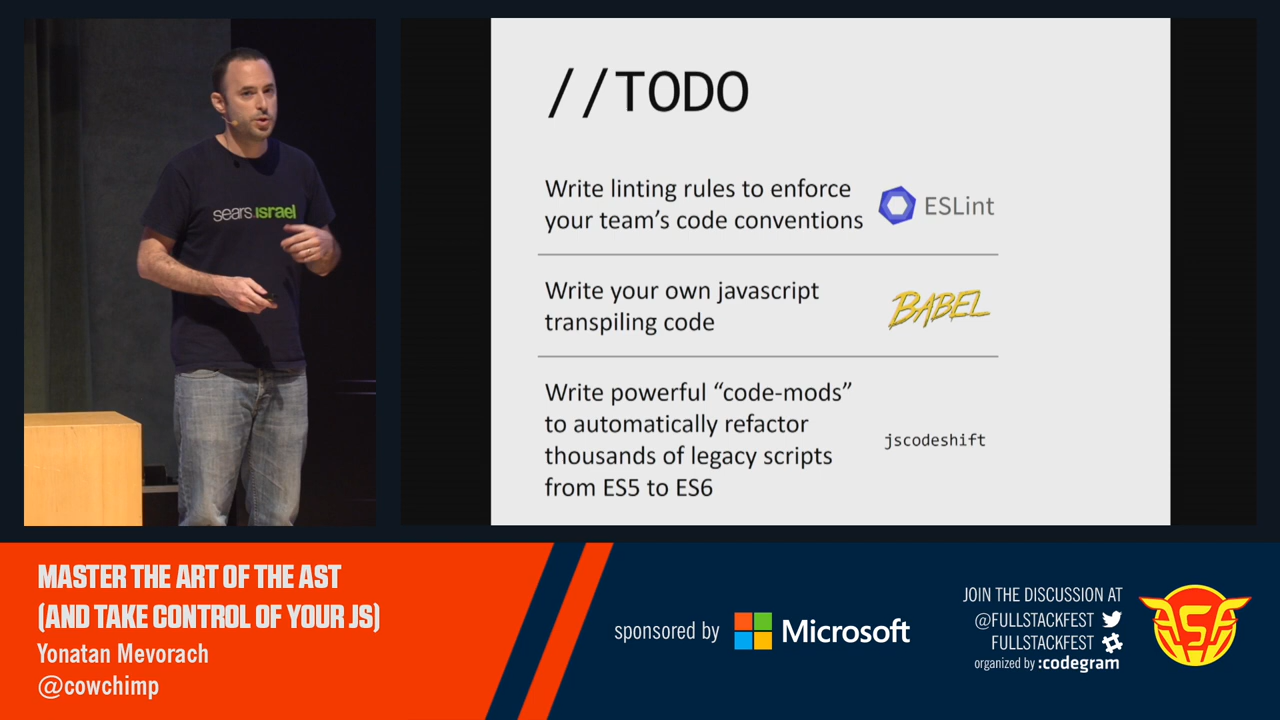 sears.israel
//TODO
Write linting rules to enforce
your team’s code conventions
ESLint
Write your own javascript
transpiling code
BABEL
Write powerful “code-mods”
to automatically refactor
thousands of legacy scripts
from ES5 to ES6
jscodeshift
MASTER THE ART OF THE AST
(AND TAKE CONTROL OF YOUR JS)
Yonatan Mevorach
@cowchimp
sponsored by Microsoft
JOIN THE DISCUSSION AT
@FULLSTACKFEST
FULLSTACKFEST
organized by :codegram
FSF